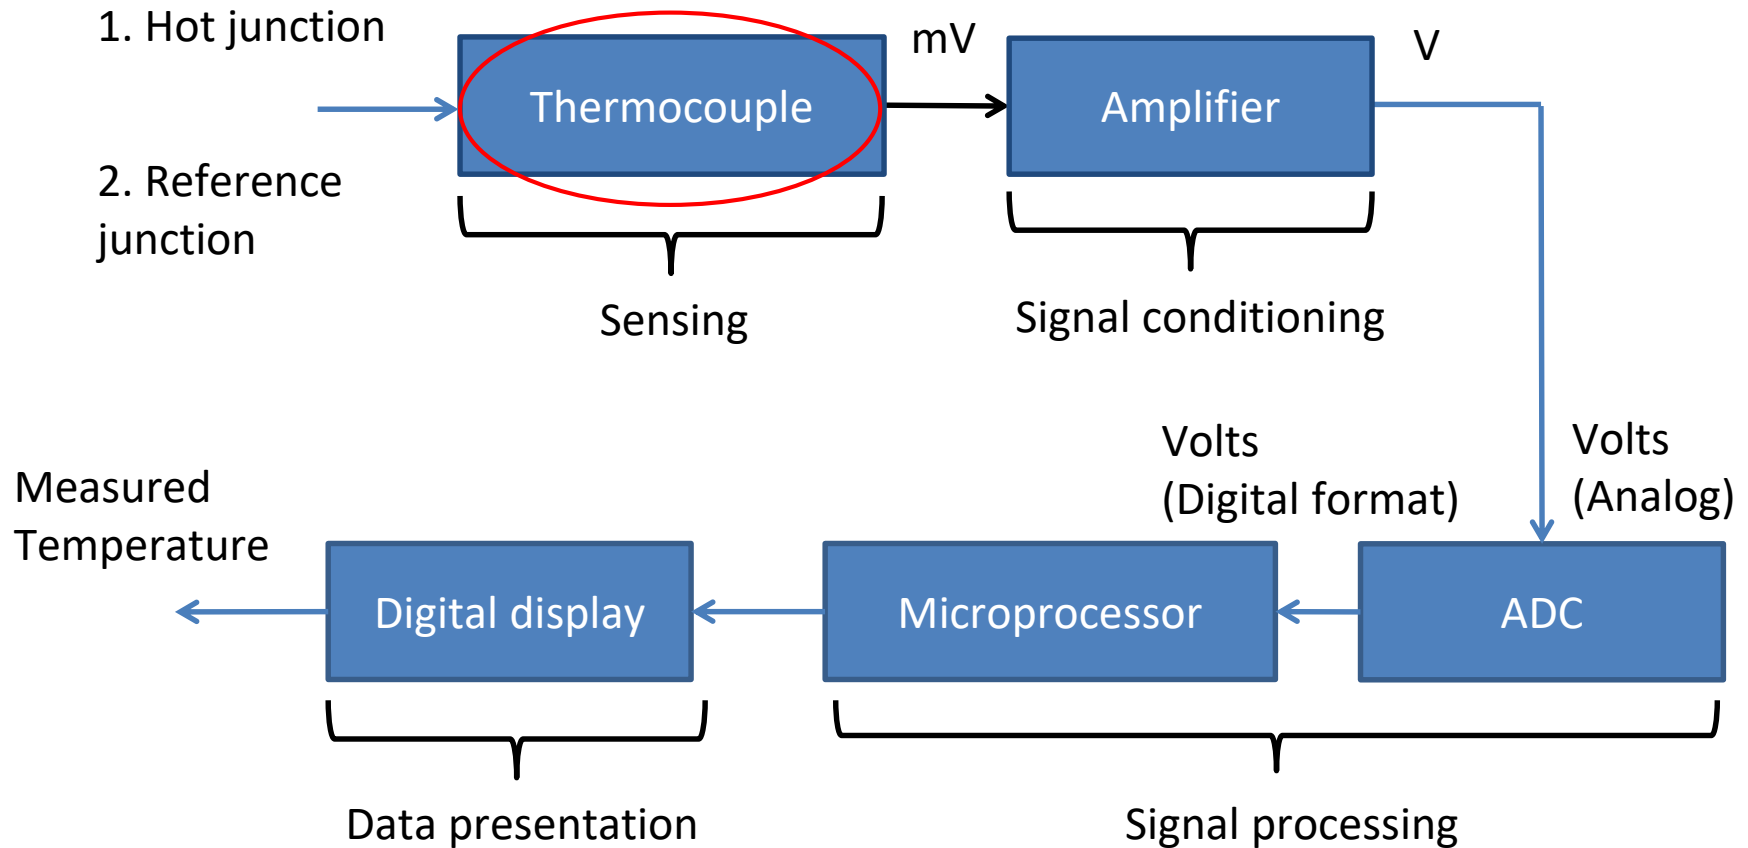 1. Hot junction
mV
V
Thermocouple
Amplifier
2. Reference
junction
Sensing
Signal conditioning
Volts
(Digital format)
Volts
(Analog)
Measured
Temperature
Digital display
Microprocessor
ADC
Data presentation
Signal processing